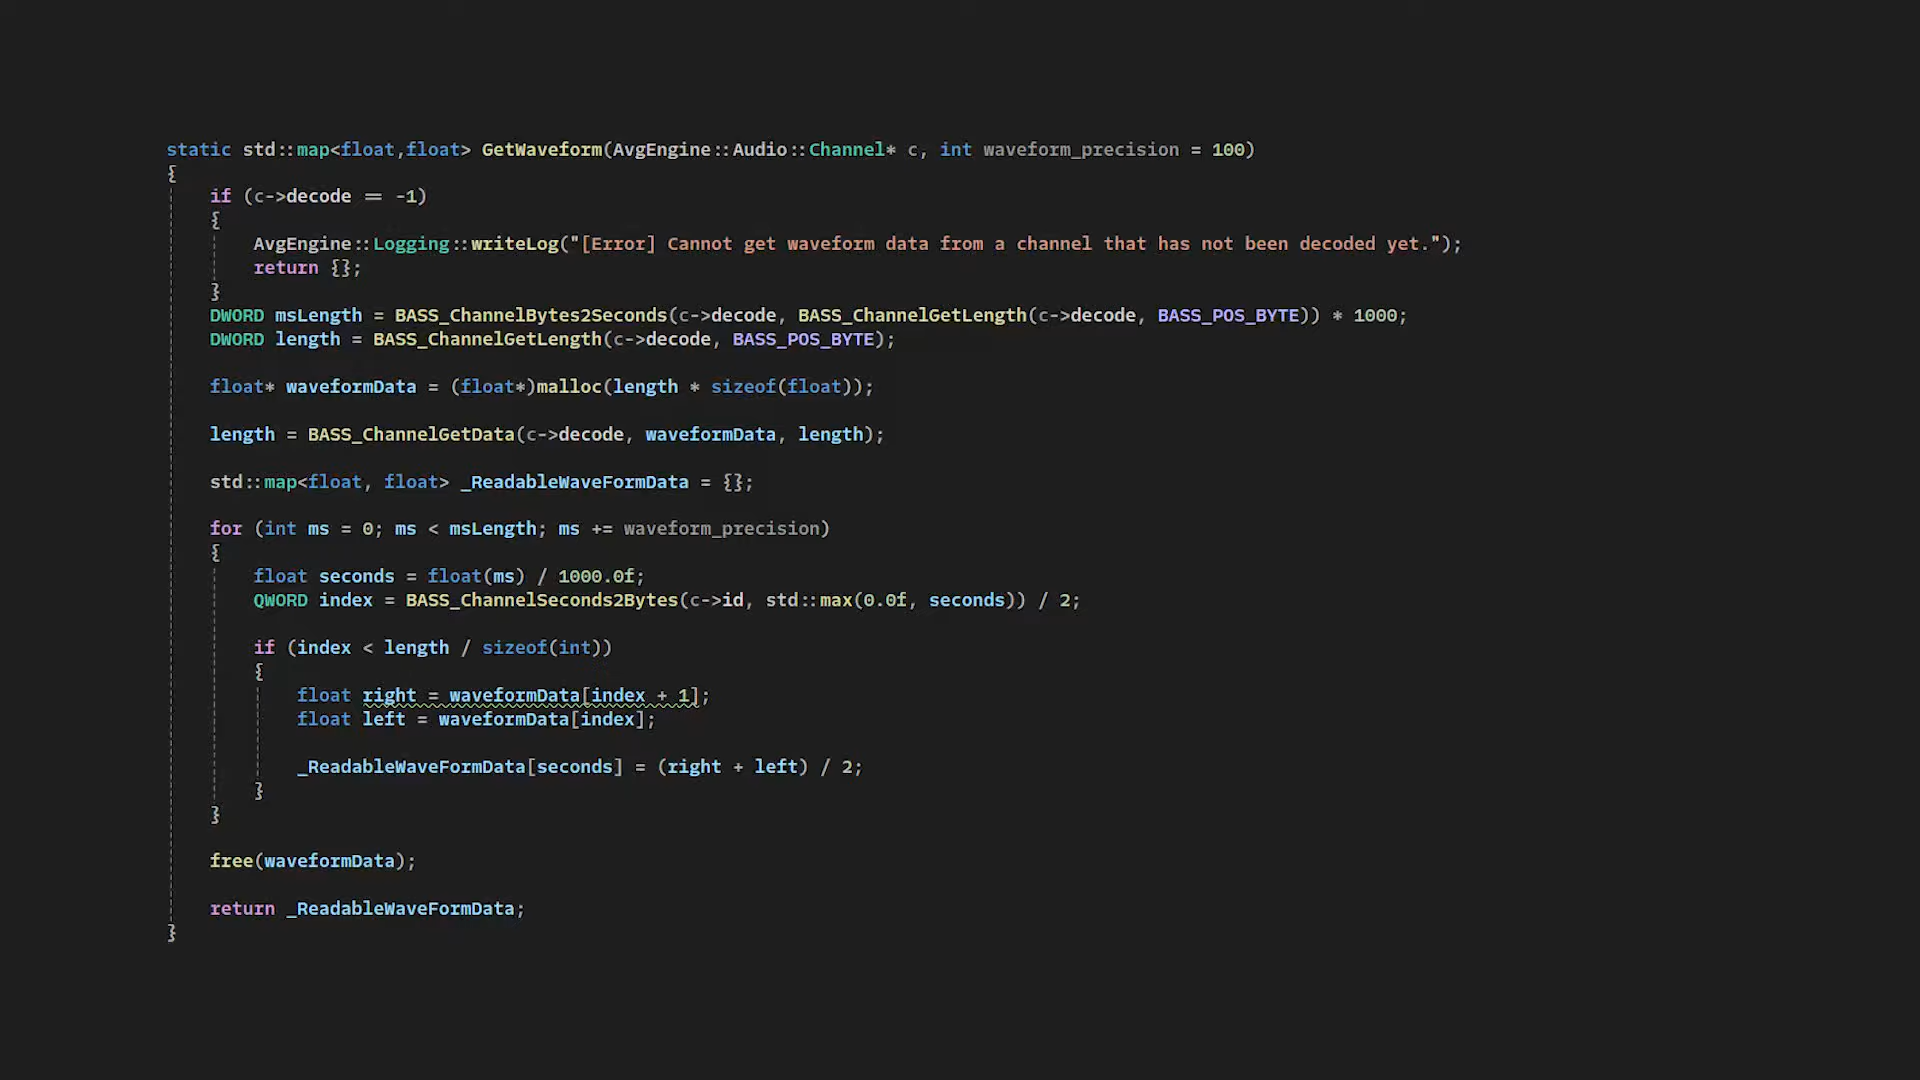 static std::map<float,float> GetWaveform(AvgEngine::Audio::Channel* c, int waveform_precision = 100)
{
if (c->decode == -1)
{
AvgEngine::Logging::writeLog("[Error] Cannot get waveform data from a channel that has not been decoded yet.");
return {};
}
DWORD msLength = BASS_ChannelBytes2Seconds(c->decode, BASS_ChannelGetLength(c->decode, BASS_POS_BYTE)) * 1000;
DWORD length = BASS_ChannelGetLength(c->decode, BASS_POS_BYTE);
float* waveformData = (float*)malloc(length * sizeof(float));
length = BASS_ChannelGetData(c->decode, waveformData, length);
std::map<float, float> _ReadableWaveFormData = {};
for (int ms = 0; ms < msLength; ms += waveform_precision)
{
float seconds = float(ms) / 1000.0f;
QWORD index = BASS_ChannelSeconds2Bytes(c->id, std::max(0.0f, seconds)) / 2;
if (index < length / sizeof(int))
{
float right = waveformData[index + 1];
float left = waveformData[index];
_ReadableWaveFormData[seconds] = (right + left) / 2;
}
}
free(waveformData);
return _ReadableWaveFormData;
}